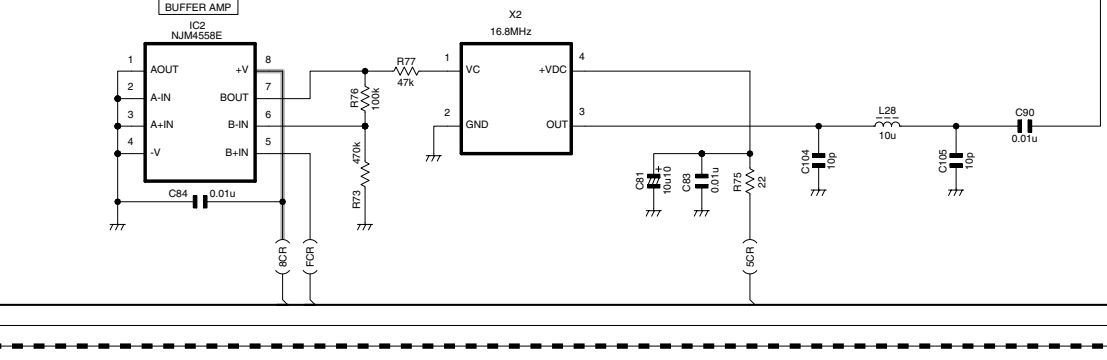 BUFFER AMP
IC2
NJM4558E
1 AOUT +V 8
2 A-IN BOUT 7
3 A+IN B-IN 6
4 -V B+IN 5
C84 0.01u
R76
100k
470k
R73
R77
47k
X2
16.8MHz
1 VC +VDC 4
2 GND OUT 3
C81
+
10u10
C83
0.01u
R75
22
C104
10p
L28
10u
C105
10p
C90
0.01u
8CR
FCR
5CR